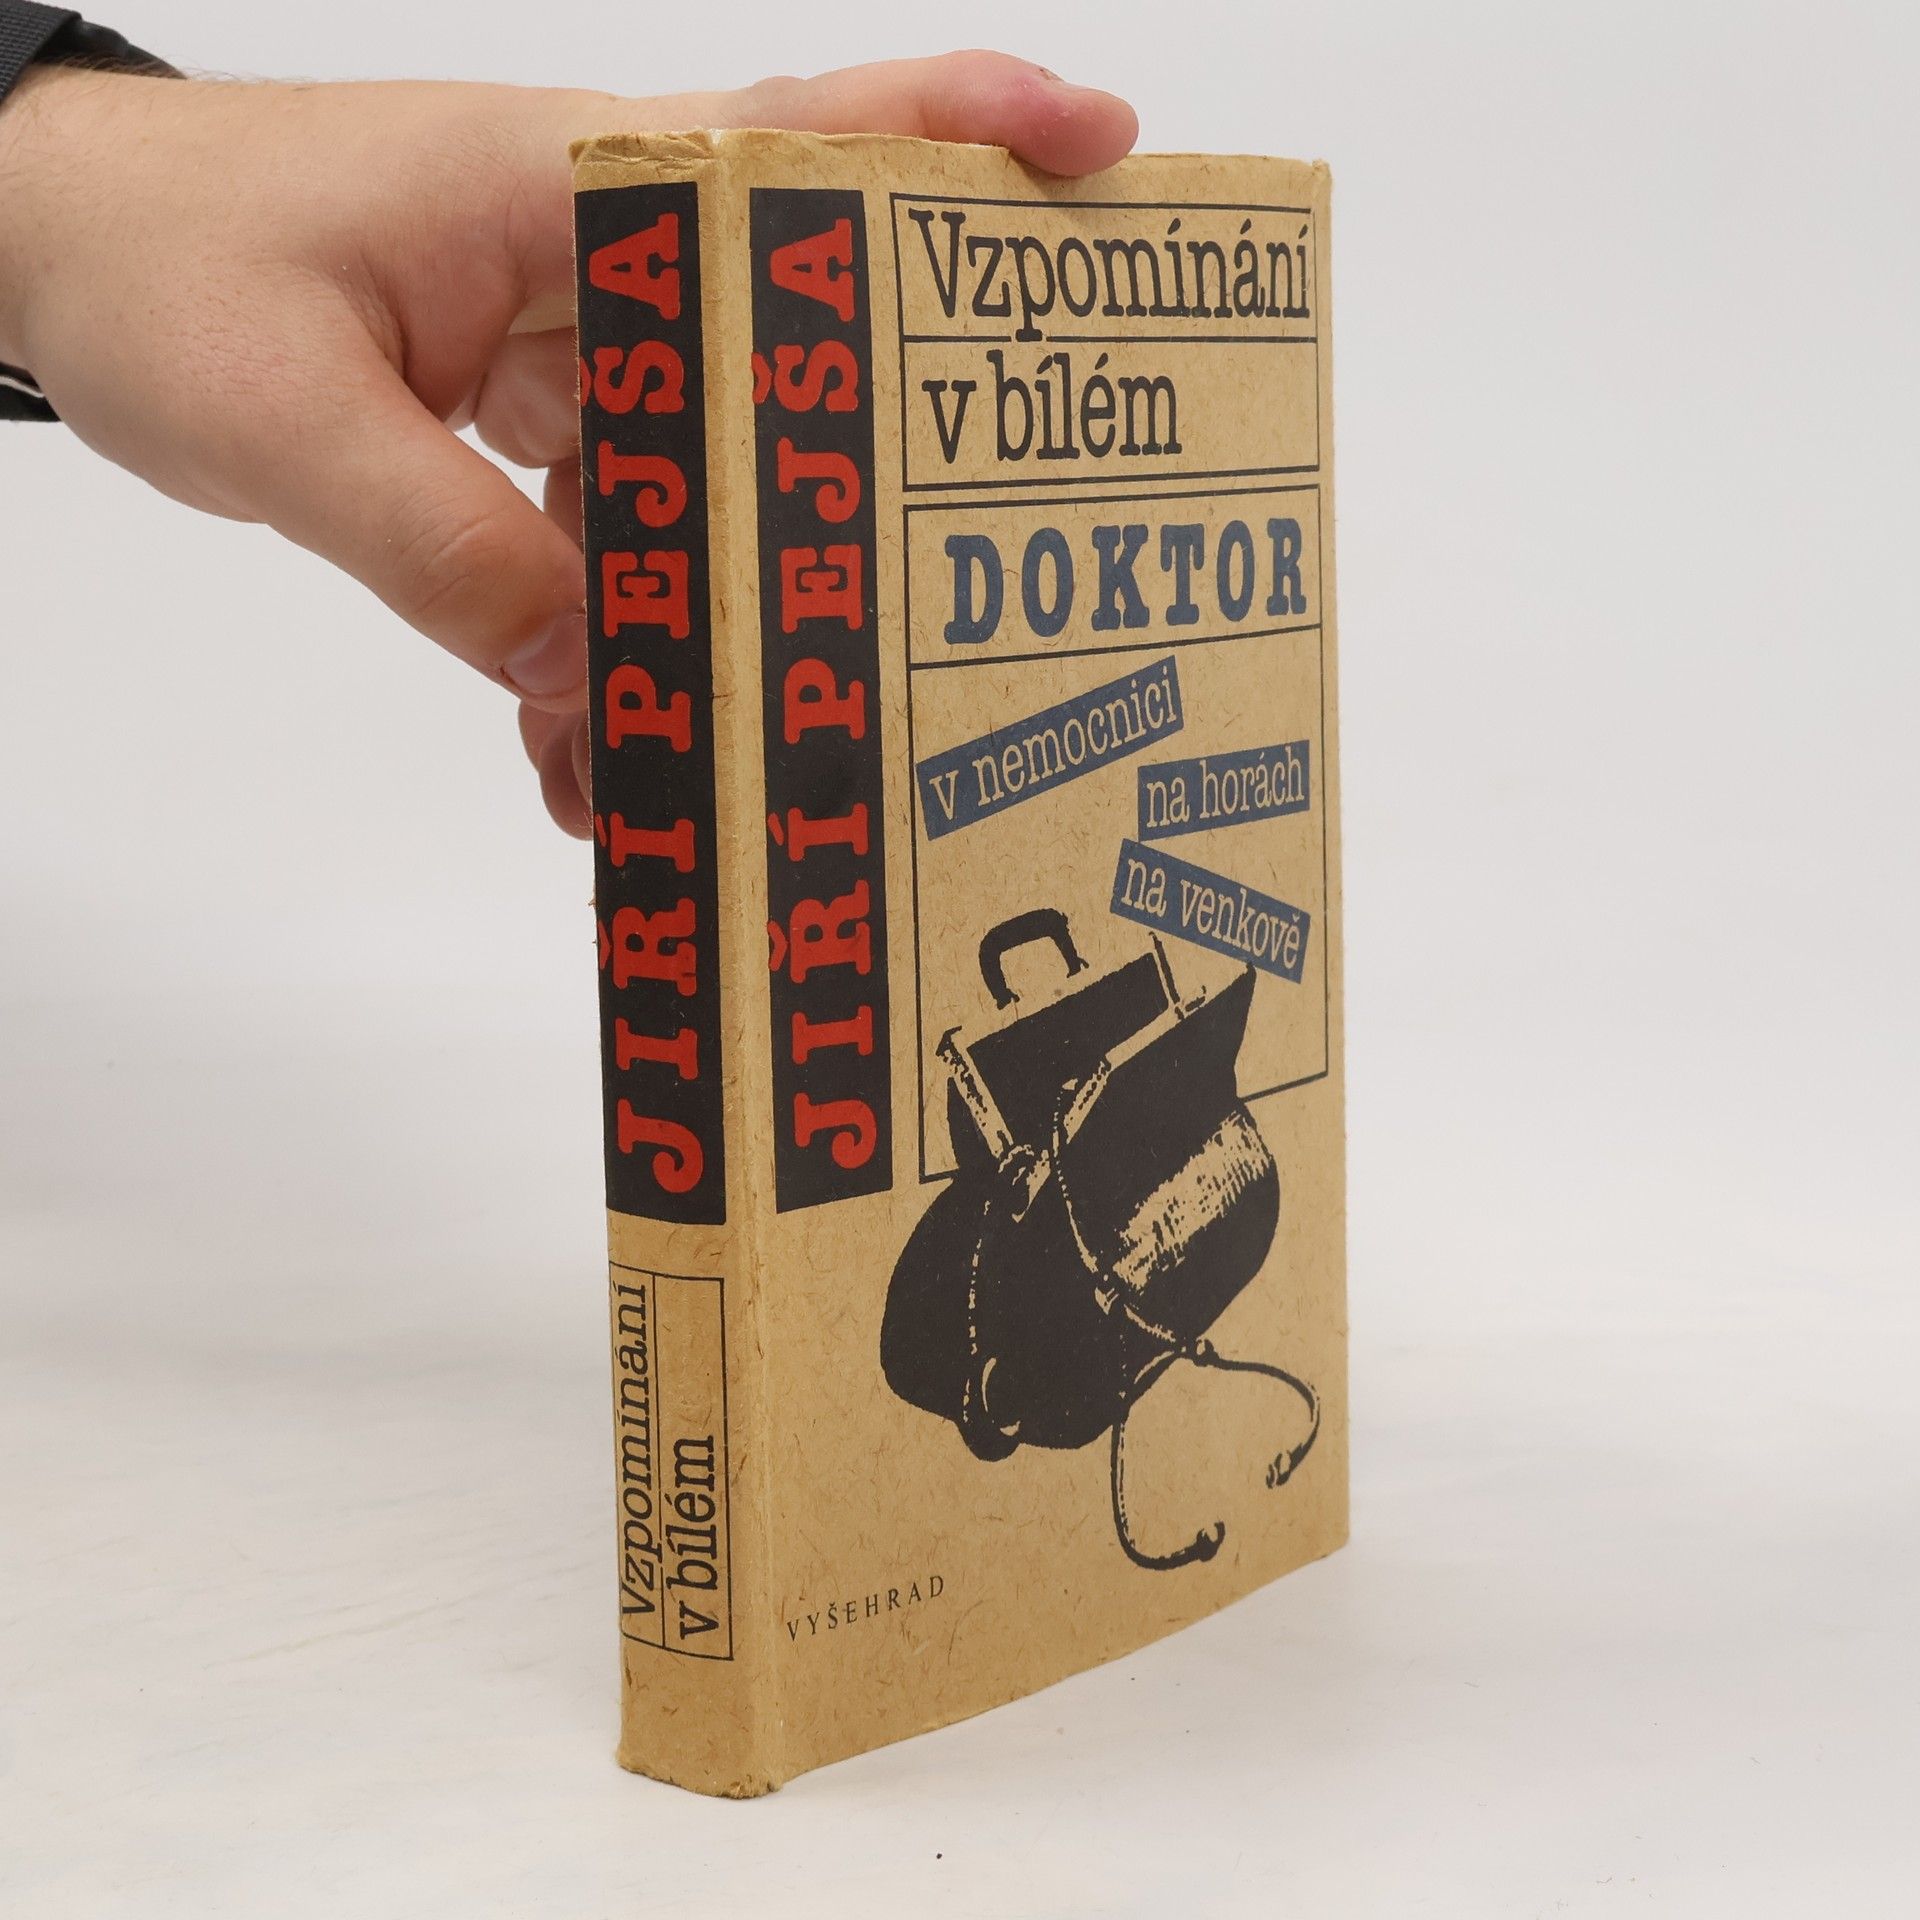 JIŘÍ PEJŠA
Vzpomínání
v bílém
JIŘÍ PEJŠA
Vzpomínání
v bílém
DOKTOR
v nemocnici
na horách
na venkově
VYŠEHRAD